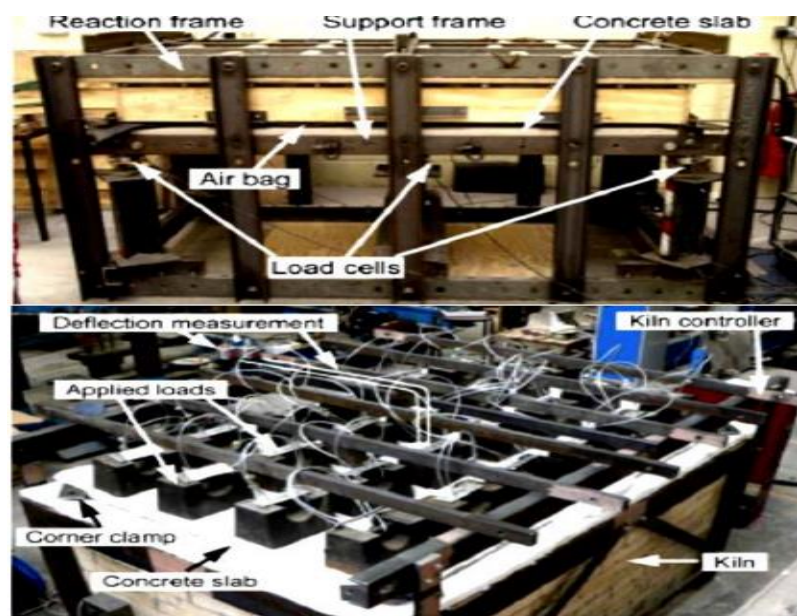 Reaction frame Support frame Concrete slab
Air bag
Load cells
Deflection measurement Kiln controller
Applied loads
Corner clamp
Concrete slab Kiln